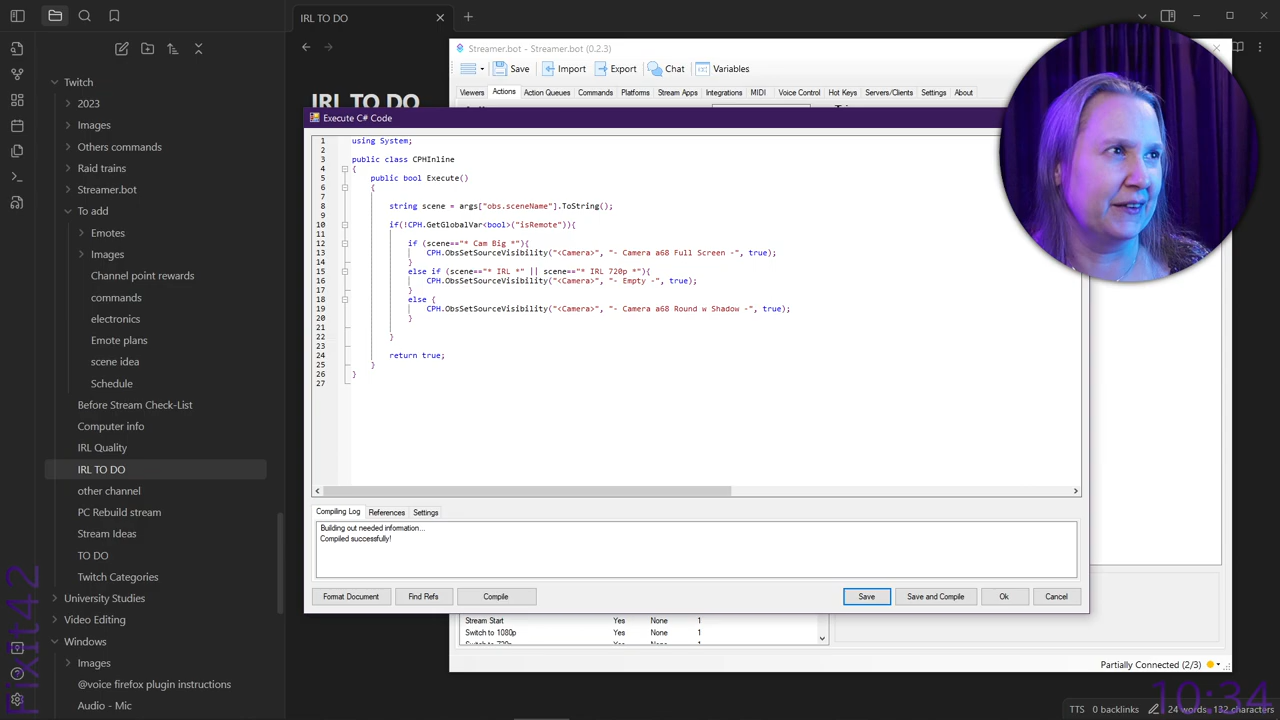 IRL TO DO
Twitch
2023
Images
Others commands
Raid trains
Streamer.bot
To add
Emotes
Images
Channel point rewards
commands
electronics
Emote plans
scene idea
Schedule
Before Stream Check-List
Computer info
IRL Quality
IRL TO DO
other channel
PC Rebuild stream
Stream Ideas
TO DO
Twitch Categories
University Studies
Video Editing
Windows
Images
@voice firefox plugin instructions
Audio - Mic
Fixit42
IRL TO DO
Streamer.bot - Streamer.bot (0.2.3)
Save Import Export Chat Variables
Viewers Actions Action Queues Commands Platforms Stream Apps Integrations MIDI Voice Control Hot Keys Servers/Clients Settings About
Execute C# Code
1 using System;
2
3 public class CPHInline
4 {
5 public bool Execute()
6 {
7
8 string scene = args["obs.sceneName"].ToString();
9
10 if(!CPH.GetGlobalVar<bool>("isRemote")){
11
12 if (scene=="* Cam Big *"){
13 CPH.ObsSetSourceVisibility("<Camera>", "- Camera a68 Full Screen -", true);
14 }
15 else if (scene=="* IRL *" || scene=="* IRL 720p *"){
16 CPH.ObsSetSourceVisibility("<Camera>", "- Empty -", true);
17 }
18 else {
19 CPH.ObsSetSourceVisibility("<Camera>", "- Camera a68 Round w Shadow -", true);
20 }
21
22 }
23
24 return true;
25 }
26 }
27
Compiling Log References Settings
Building out needed information...
Compiled successfully!
Format Document Find Refs Compile Save Save and Compile Ok Cancel
Stream Start Yes None 1
Switch to 1080p Yes None 1
Partially Connected (2/3)
10:34
TTS 0 backlinks 24 words 132 characters